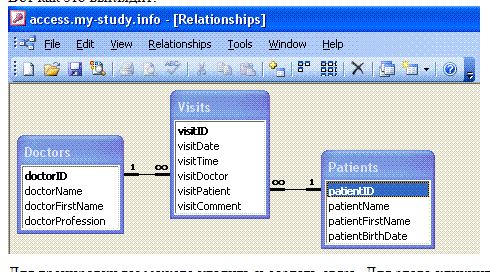 Вот как это выглядит:
access.my-study.info - [Relationships]
File Edit View Relationships Tools Window Help
Visits
visitID
visitDate
visitTime
visitDoctor
visitPatient
visitComment
Doctors
doctorID
doctorName
doctorFirstName
doctorProfession
1 ∞
∞ 1
Patients
patientID
patientName
patientFirstName
patientBirthDate